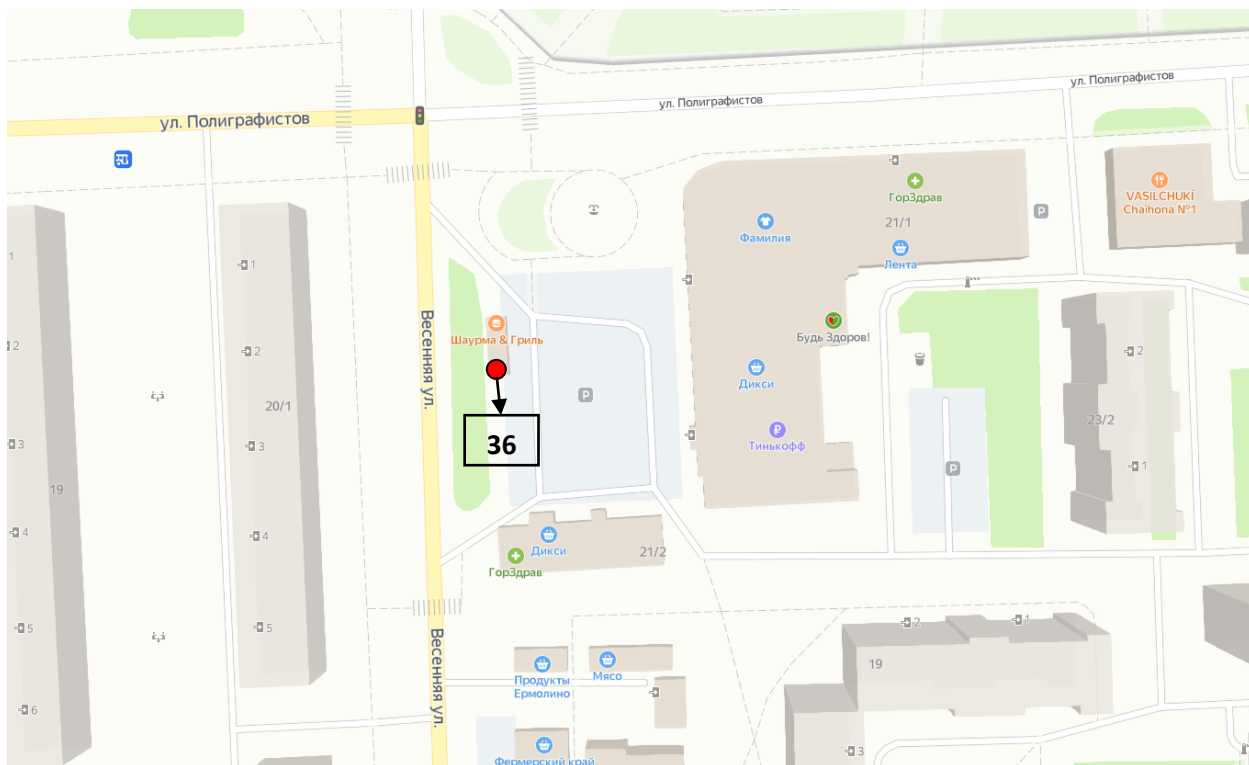 ул. Полиграфистов
ул. Полиграфистов
ул. Полиграфистов
VASILCHUKÍ
Chaihona №1
ГорЗдрав
21/1
P
Фамилия
Лента
1
1
Весенняя ул.
Шаурма & Гриль
Будь Здоров!
2
2
2
Дикси
P
20/1
36
Тинькофф
23/2
3
3
1
P
19
4
4
Дикси
21/2
ГорЗдрав
5
5
2
1
Весенняя ул.
Продукты
Ермолино
Мясо
19
6
3
Фермерский край